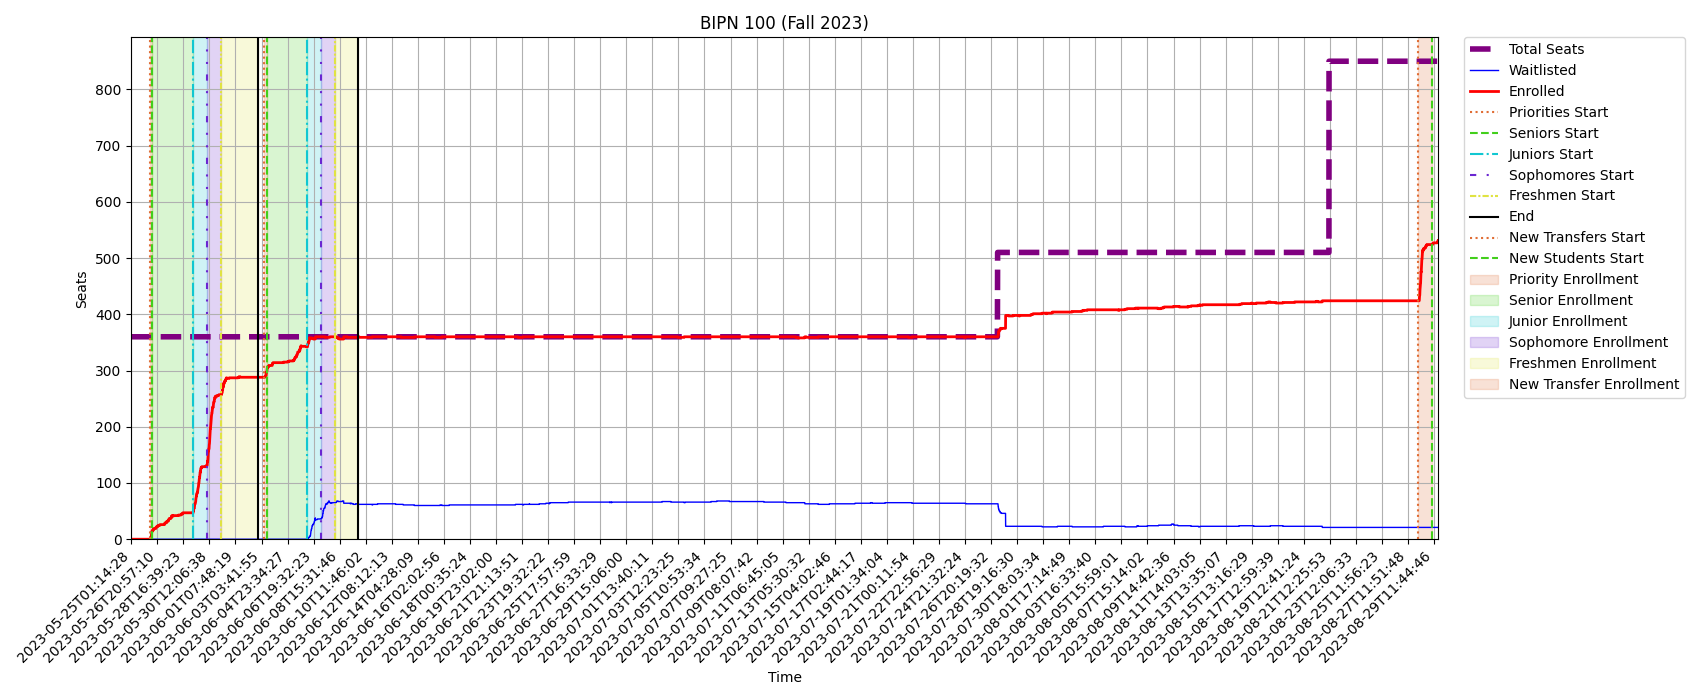 BIPN 100 (Fall 2023)
Seats
800
700
600
500
400
300
200
100
0
2023-05-25T01:14:28
2023-05-26T20:57:10
2023-05-28T16:39:23
2023-05-30T12:06:38
2023-06-01T07:48:19
2023-06-03T03:41:55
2023-06-04T23:34:27
2023-06-06T19:32:23
2023-06-08T15:31:46
2023-06-10T11:46:02
2023-06-12T08:12:13
2023-06-14T04:28:09
2023-06-16T02:02:56
2023-06-18T00:35:24
2023-06-19T23:02:00
2023-06-21T21:13:51
2023-06-23T19:32:22
2023-06-25T17:57:59
2023-06-27T16:33:29
2023-06-29T15:06:00
2023-07-01T13:40:11
2023-07-03T12:23:25
2023-07-05T10:53:34
2023-07-07T09:27:25
2023-07-09T08:07:42
2023-07-11T06:45:05
2023-07-13T05:30:32
2023-07-15T04:02:46
2023-07-17T02:44:17
2023-07-19T01:34:04
2023-07-21T00:11:54
2023-07-22T22:56:29
2023-07-24T21:32:24
2023-07-26T20:19:32
2023-07-28T19:16:30
2023-07-30T18:03:34
2023-08-01T17:14:49
2023-08-03T16:33:40
2023-08-05T15:59:01
2023-08-07T15:14:02
2023-08-09T14:42:36
2023-08-11T14:03:05
2023-08-13T13:35:07
2023-08-15T13:16:29
2023-08-17T12:59:39
2023-08-19T12:41:24
2023-08-21T12:25:53
2023-08-23T12:06:33
2023-08-25T11:56:23
2023-08-27T11:51:48
2023-08-29T11:44:46
Time
Total Seats
Waitlisted
Enrolled
Priorities Start
Seniors Start
Juniors Start
Sophomores Start
Freshmen Start
End
New Transfers Start
New Students Start
Priority Enrollment
Senior Enrollment
Junior Enrollment
Sophomore Enrollment
Freshmen Enrollment
New Transfer Enrollment